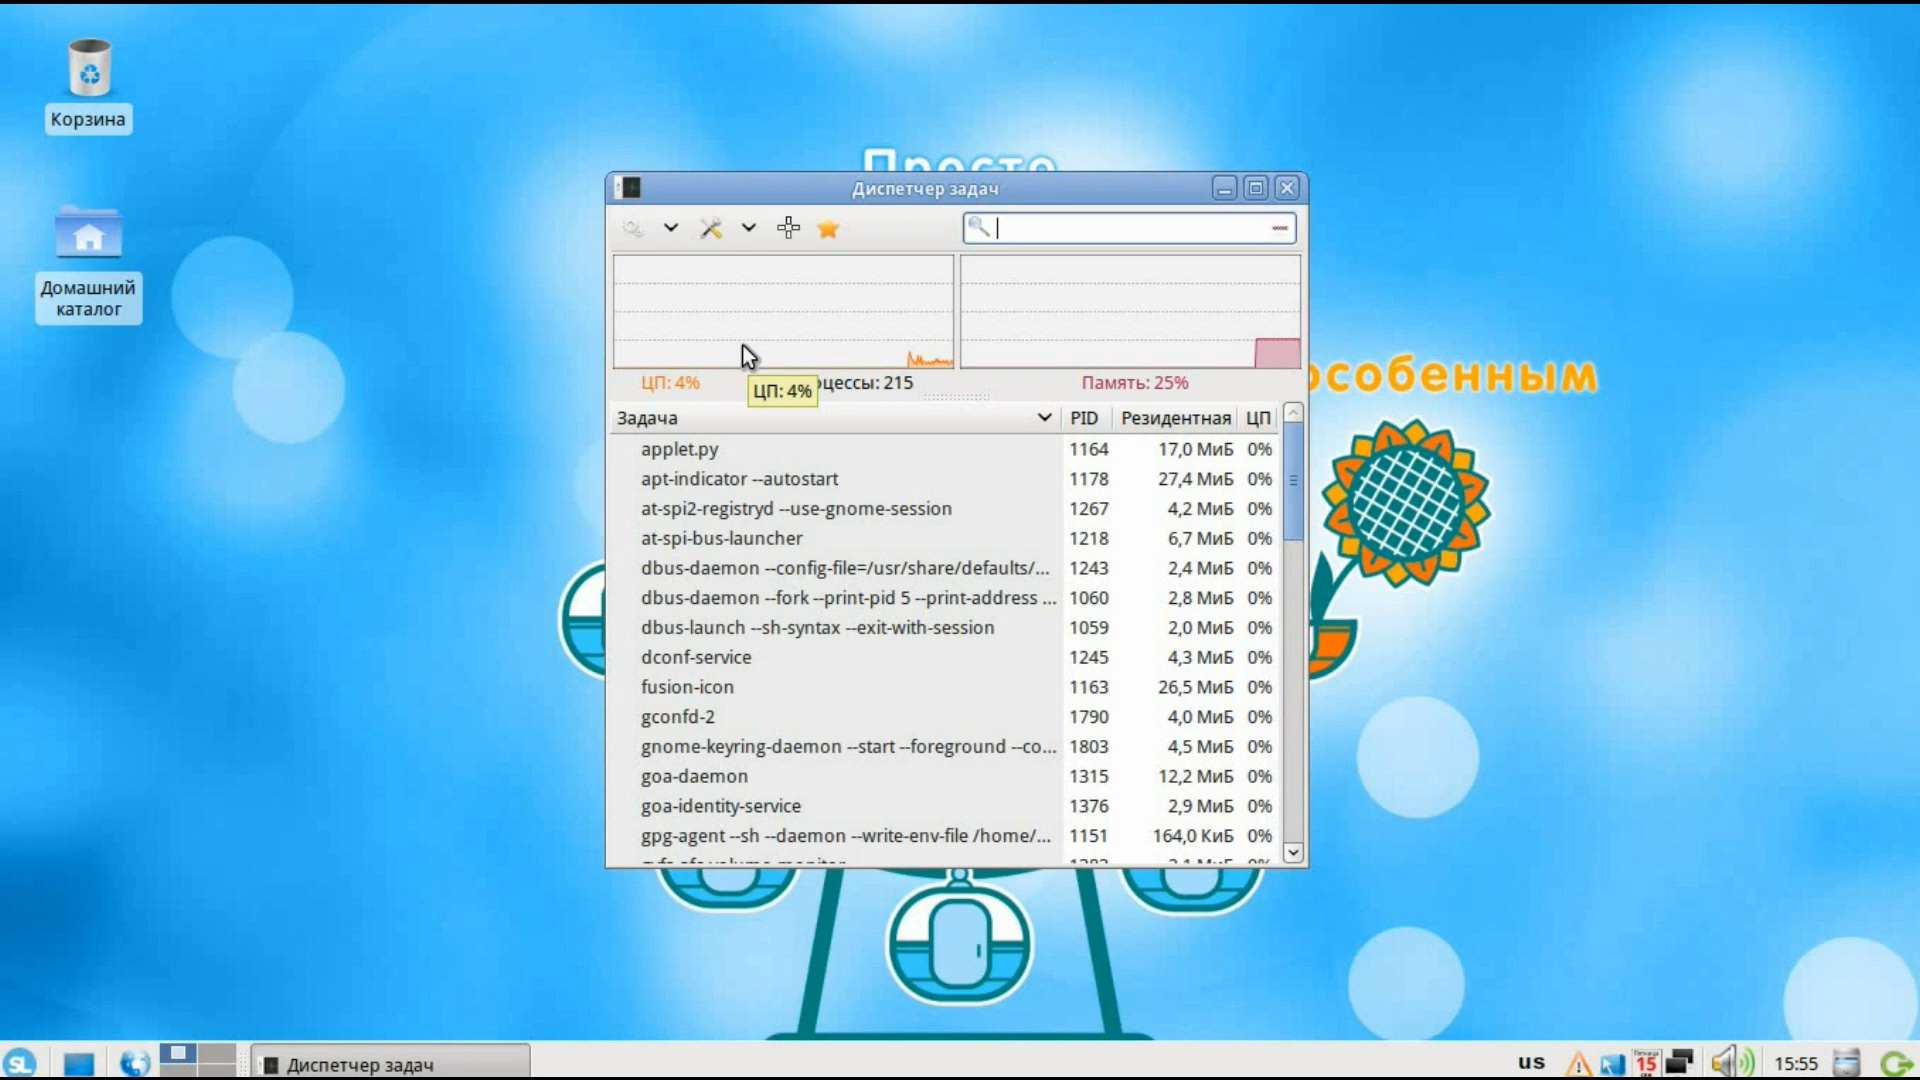 Корзина
Домашний
каталог
Просто
особенным
Диспетчер задач
ЦП: 4%
цессы: 215
Память: 25%
ЦП: 4%
Задача PID Резидентная ЦП
applet.py 1164 17,0 МиБ 0%
apt-indicator --autostart 1178 27,4 МиБ 0%
at-spi2-registryd --use-gnome-session 1267 4,2 МиБ 0%
at-spi-bus-launcher 1218 6,7 МиБ 0%
dbus-daemon --config-file=/usr/share/defaults/... 1243 2,4 МиБ 0%
dbus-daemon --fork --print-pid 5 --print-address ... 1060 2,8 МиБ 0%
dbus-launch --sh-syntax --exit-with-session 1059 2,0 МиБ 0%
dconf-service 1245 4,3 МиБ 0%
fusion-icon 1163 26,5 МиБ 0%
gconfd-2 1790 4,0 МиБ 0%
gnome-keyring-daemon --start --foreground --co... 1803 4,5 МиБ 0%
goa-daemon 1315 12,2 МиБ 0%
goa-identity-service 1376 2,9 МиБ 0%
gpg-agent --sh --daemon --write-env-file /home/... 1151 164,0 КиБ 0%
SL
Диспетчер задач
us
15
15:55